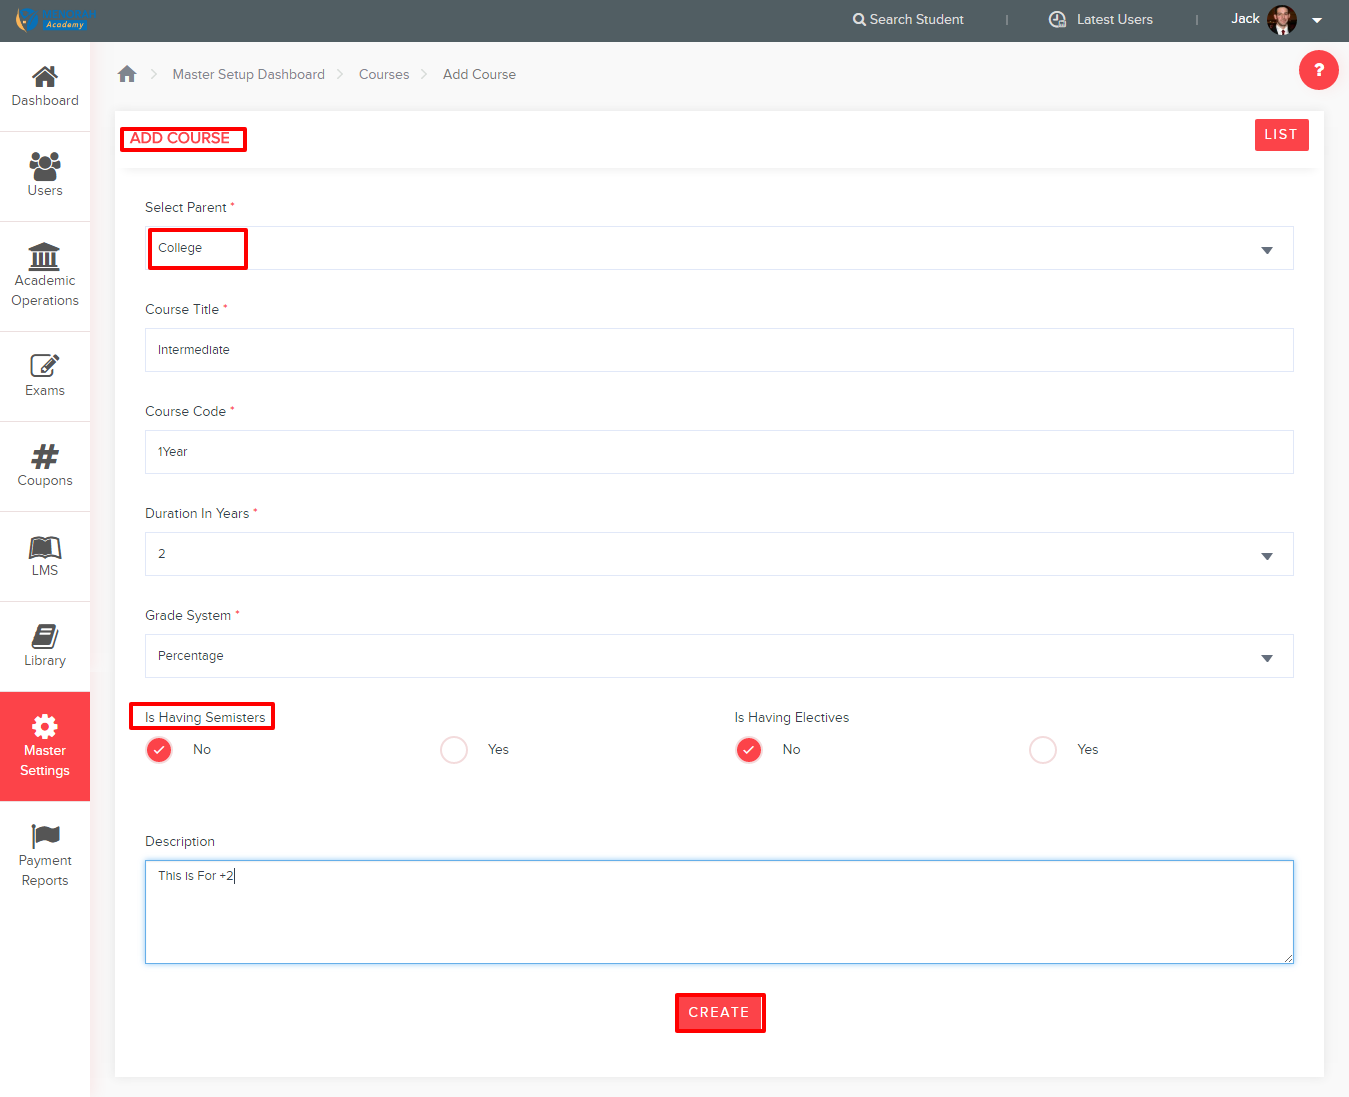 Academy
Search Student
Latest Users
Jack
Master Setup Dashboard
Courses
Add Course
?
Dashboard
Users
Academic
Operations
Exams
Coupons
LMS
Library
Master
Settings
Payment
Reports
ADD COURSE
LIST
Select Parent *
College
Course Title *
Intermediate
Course Code *
1Year
Duration In Years *
2
Grade System *
Percentage
Is Having Semisters
No
Yes
Is Having Electives
No
Yes
Description
This is For +2
CREATE